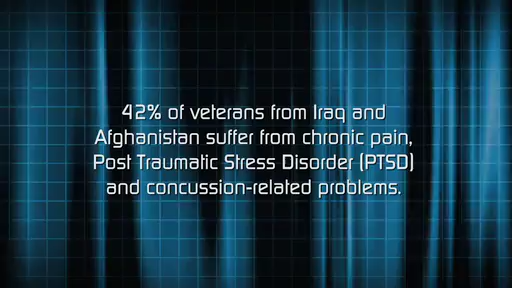 42% of veterans from Iraq and
Afghanistan suffer from chronic pain,
Post Traumatic Stress Disorder (PTSD)
and concussion-related problems.